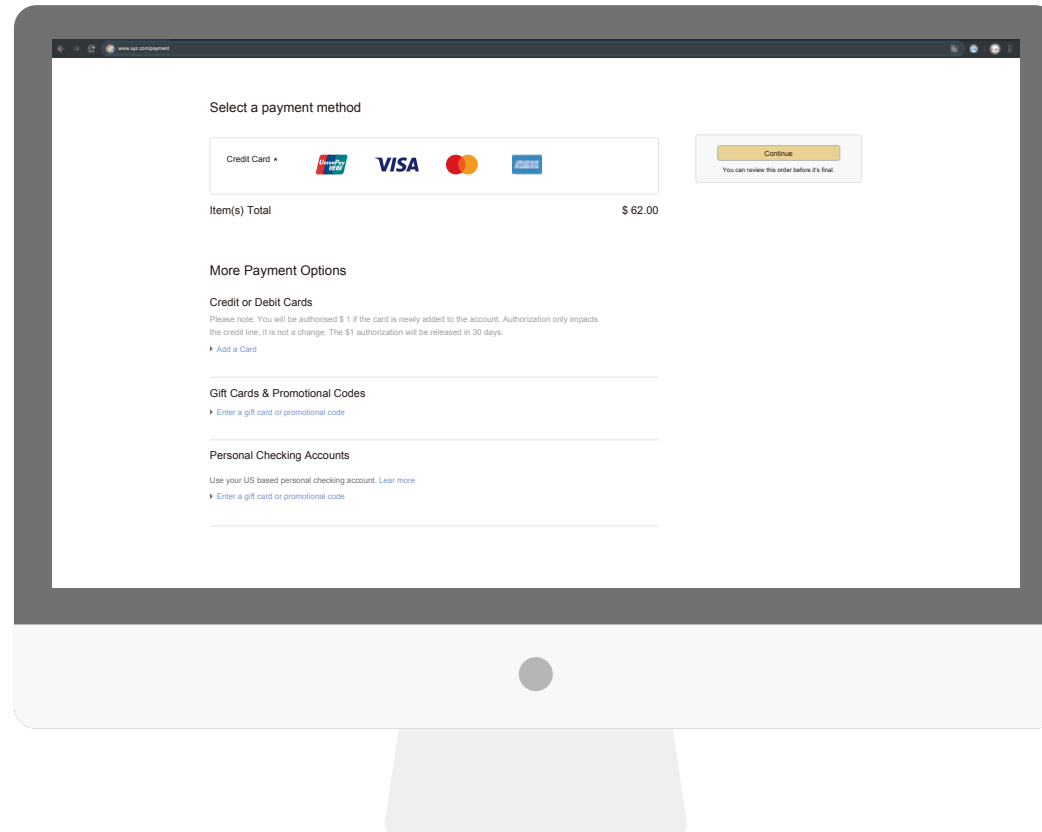 www.xyz.com/payment
Select a payment method
Credit Card *
UnionPay
银联
VISA
Continue
You can review this order before it's final.
Item(s) Total
$ 62.00
More Payment Options
Credit or Debit Cards
Please note: You will be authorised $ 1 if the card is newly added to the account. Authorization only impacts
the credit line, it is not a change. The $1 authorization will be released in 30 days.
Add a Card
Gift Cards & Promotional Codes
Enter a gift card or promotional code
Personal Checking Accounts
Use your US based personal checking account. Lear more
Enter a gift card or promotional code